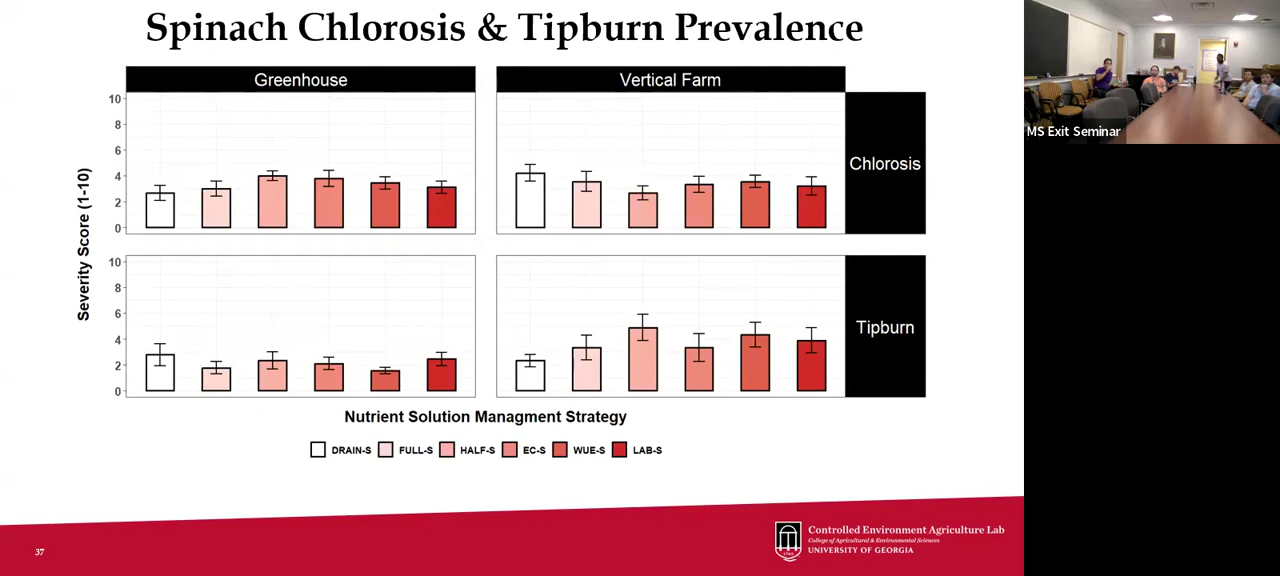 Spinach Chlorosis & Tipburn Prevalence
Greenhouse
Vertical Farm
10
8
6
4
2
0
Chlorosis
Severity Score (1-10)
10
8
6
4
2
0
Tipburn
Nutrient Solution Managment Strategy
DRAIN-S FULL-S HALF-S EC-S WUE-S LAB-S
MS Exit Seminar
37
1785
Controlled Environment Agriculture Lab
College of Agricultural & Environmental Sciences
UNIVERSITY OF GEORGIA